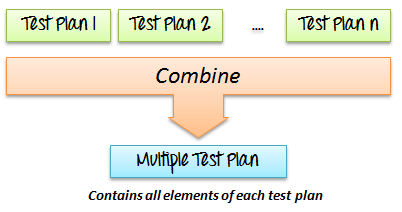 Test Plan 1 Test Plan 2 .... Test Plan n
Combine
Multiple Test Plan
Contains all elements of each test plan